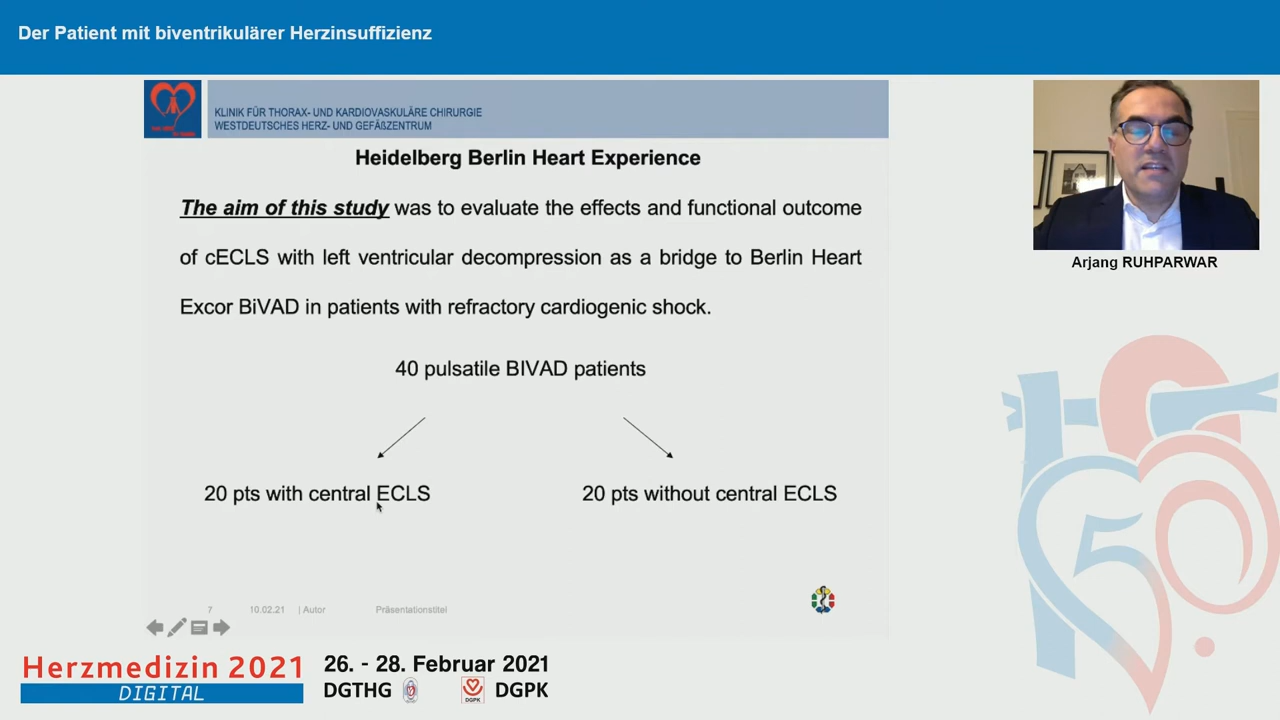 Der Patient mit biventrikulärer Herzinsuffizienz
KLINIK FÜR THORAX- UND KARDIOVASKULÄRE CHIRURGIE
WESTDEUTSCHES HERZ- UND GEFÄßZENTRUM
Heidelberg Berlin Heart Experience
The aim of this study was to evaluate the effects and functional outcome
of cECLS with left ventricular decompression as a bridge to Berlin Heart
Excor BiVAD in patients with refractory cardiogenic shock.
40 pulsatile BIVAD patients
20 pts with central ECLS
20 pts without central ECLS
7 10.02.21 | Autor Präsentationstitel
Arjang RUHPARWAR
50
Herzmedizin 2021
DIGITAL
26. - 28. Februar 2021
DGTHG
DGPK
DGPK